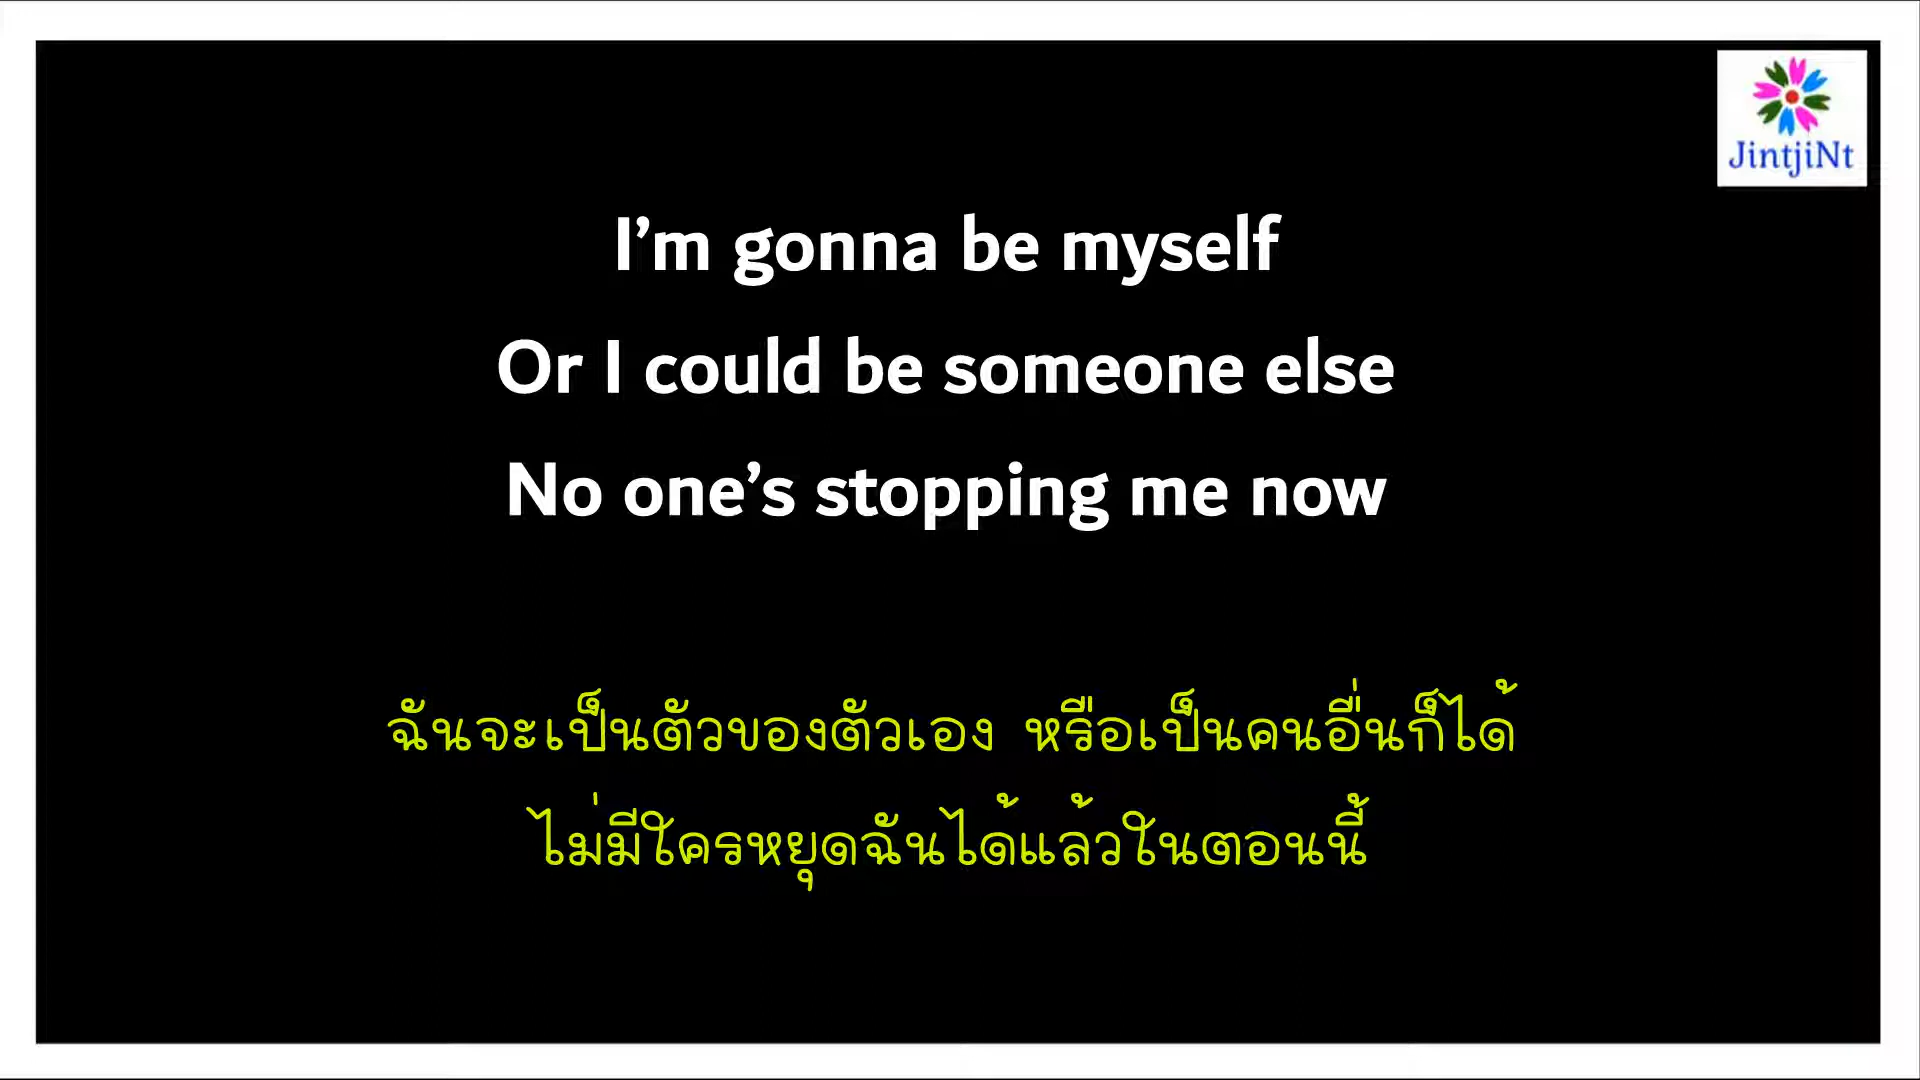 JintjiNt
I’m gonna be myself
Or I could be someone else
No one’s stopping me now
ฉันจะเป็นตัวของตัวเอง หรือเป็นคนอื่นก็ได้
ไม่มีใครหยุดฉันได้แล้วในตอนนี้